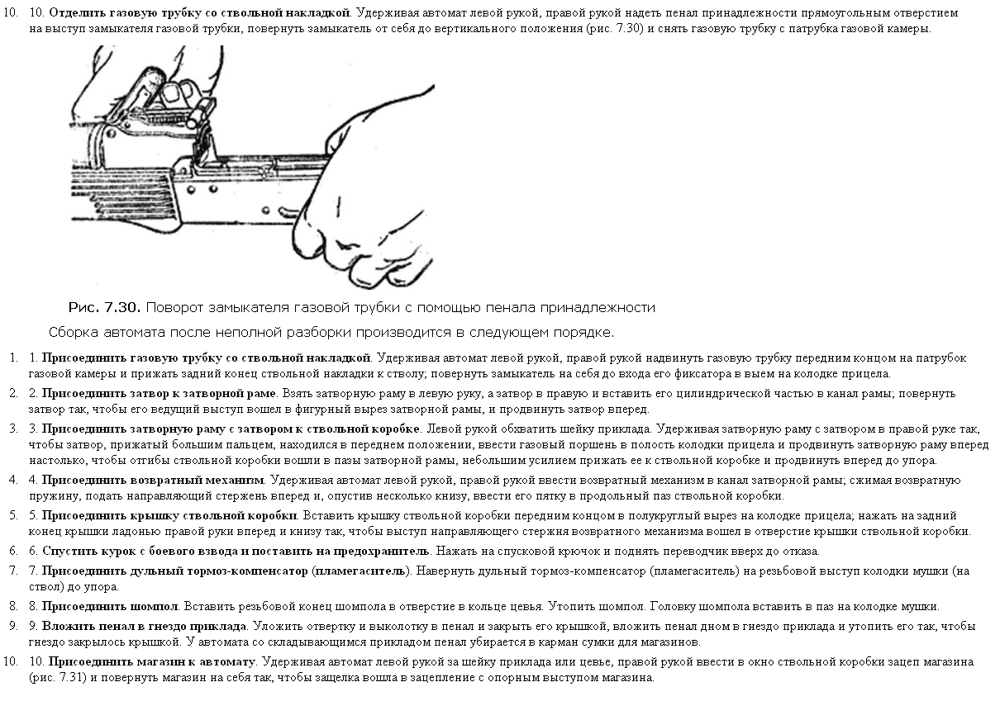 10. 10. Отделить газовую трубку со ствольной накладкой. Удерживая автомат левой рукой, правой рукой надеть пенал принадлежности прямоугольным отверстием
на выступ замыкателя газовой трубки, повернуть замыкатель от себя до вертикального положения (рис. 7.30) и снять газовую трубку с патрубка газовой камеры.
Рис. 7.30. Поворот замыкателя газовой трубки с помощью пенала принадлежности
Сборка автомата после неполной разборки производится в следующем порядке.
1. 1. Присоединить газовую трубку со ствольной накладкой. Удерживая автомат левой рукой, правой рукой надвинуть газовую трубку передним концом на патрубок
газовой камеры и прижать задний конец ствольной накладки к стволу; повернуть замыкатель на себя до входа его фиксатора в выем на колодке прицела.
2. 2. Присоединить затвор к затворной раме. Взять затворную раму в левую руку, а затвор в правую и вставить его цилиндрической частью в канал рамы; повернуть
затвор так, чтобы его ведущий выступ вошел в фигурный вырез затворной рамы, и продвинуть затвор вперед.
3. 3. Присоединить затворную раму с затвором к ствольной коробке. Левой рукой обхватить шейку приклада. Удерживая затворную раму с затвором в правой руке так,
чтобы затвор, прижатый большим пальцем, находился в переднем положении, ввести газовый поршень в полость колодки прицела и продвинуть затворную раму вперед
настолько, чтобы отгибы ствольной коробки вошли в пазы затворной рамы, небольшим усилием прижать ее к ствольной коробке и продвинуть вперед до упора.
4. 4. Присоединить возвратный механизм. Удерживая автомат левой рукой, правой рукой ввести возвратный механизм в канал затворной рамы; сжимая возвратную
пружину, подать направляющий стержень вперед и, опустив несколько книзу, ввести его пятку в продольный паз ствольной коробки.
5. 5. Присоединить крышку ствольной коробки. Вставить крышку ствольной коробки передним концом в полукруглый вырез на колодке прицела; нажать на задний
конец крышки ладонью правой руки вперед и книзу так, чтобы выступ направляющего стержня возвратного механизма вошел в отверстие крышки ствольной коробки.
6. 6. Спустить курок с боевого взвода и поставить на предохранитель. Нажать на спусковой крючок и поднять переводчик вверх до отказа.
7. 7. Присоединить дульный тормоз-компенсатор (пламегаситель). Навернуть дульный тормоз-компенсатор (пламегаситель) на резьбовой выступ колодки мушки (на
ствол) до упора.
8. 8. Присоединить шомпол. Вставить резьбовой конец шомпола в отверстие в кольце цевья. Утопить шомпол. Головку шомпола вставить в паз на колодке мушки.
9. 9. Вложить пенал в гнездо приклада. Уложить отвертку и выколотку в пенал и закрыть его крышкой, вложить пенал дном в гнездо приклада и утопить его так, чтобы
гнездо закрылось крышкой. У автомата со складывающимся прикладом пенал убирается в карман сумки для магазинов.
10. 10. Присоединить магазин к автомату. Удерживая автомат левой рукой за шейку приклада или цевье, правой рукой ввести в окно ствольной коробки зацеп магазина
(рис. 7.31) и повернуть магазин на себя так, чтобы защелка вошла в зацепление с опорным выступом магазина.